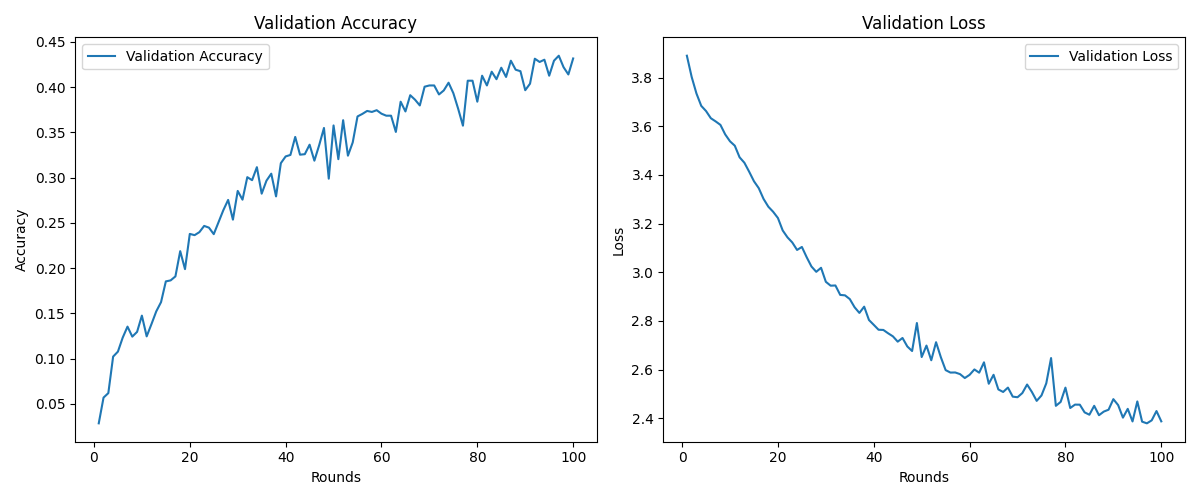 Validation Accuracy
Validation Accuracy
Accuracy
0.45
0.40
0.35
0.30
0.25
0.20
0.15
0.10
0.05
0 20 40 60 80 100
Rounds
Validation Loss
Validation Loss
Loss
3.8
3.6
3.4
3.2
3.0
2.8
2.6
2.4
0 20 40 60 80 100
Rounds